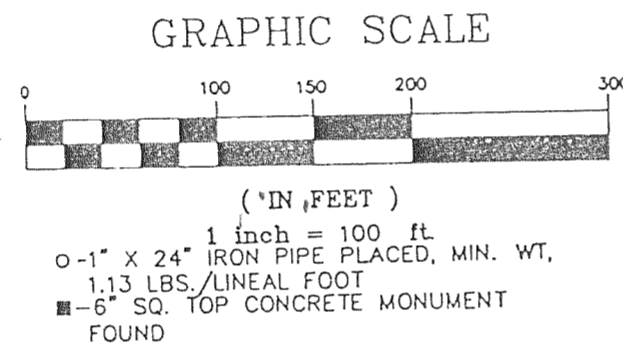 GRAPHIC SCALE
0 100 150 200 300
( IN FEET )
1 inch = 100 ft.
O-1" X 24" IRON PIPE PLACED, MIN. WT,
1.13 LBS./LINEAL FOOT
■-6" SQ. TOP CONCRETE MONUMENT
FOUND